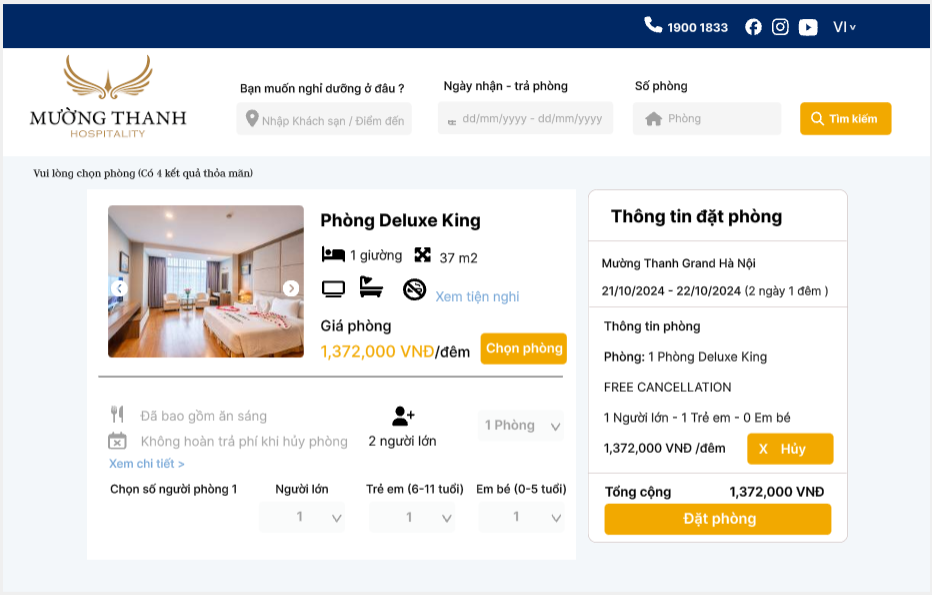 1900 1833 VI
MƯỜNG THANH
HOSPITALITY
Bạn muốn nghỉ dưỡng ở đâu ?
Nhập Khách sạn / Điểm đến
Ngày nhận - trả phòng
dd/mm/yyyy - dd/mm/yyyy
Số phòng
Phòng
Tìm kiếm
Vui lòng chọn phòng (Có 4 kết quả thỏa mãn)
Phòng Deluxe King
1 giường 37 m2
Xem tiện nghi
Giá phòng
1,372,000 VNĐ/đêm
Chọn phòng
Đã bao gồm ăn sáng
Không hoàn trả phí khi hủy phòng
Xem chi tiết >
2 người lớn
1 Phòng
Chọn số người phòng 1
Người lớn
1
Trẻ em (6-11 tuổi)
1
Em bé (0-5 tuổi)
1
Thông tin đặt phòng
Mường Thanh Grand Hà Nội
21/10/2024 - 22/10/2024 (2 ngày 1 đêm )
Thông tin phòng
Phòng: 1 Phòng Deluxe King
FREE CANCELLATION
1 Người lớn - 1 Trẻ em - 0 Em bé
1,372,000 VNĐ /đêm
X Hủy
Tổng cộng 1,372,000 VNĐ
Đặt phòng